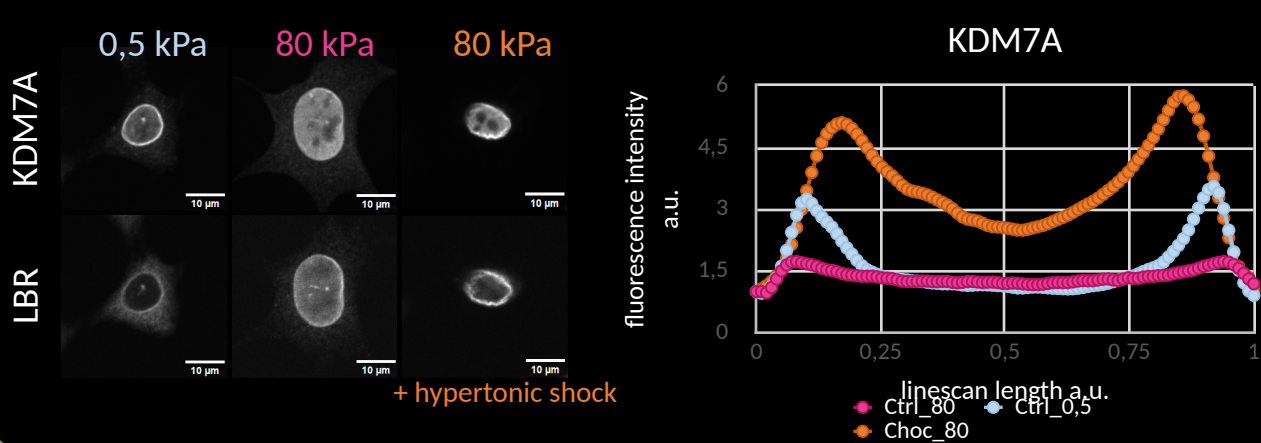 0,5 kPa
80 kPa
80 kPa
KDM7A
10 µm
10 µm
10 µm
LBR
10 µm
10 µm
10 µm
+ hypertonic shock
KDM7A
fluorescence intensity
a.u.
6
4,5
3
1,5
0
0
0,25
0,5
0,75
1
linescan length a.u.
Ctrl_80
Ctrl_0,5
Choc_80